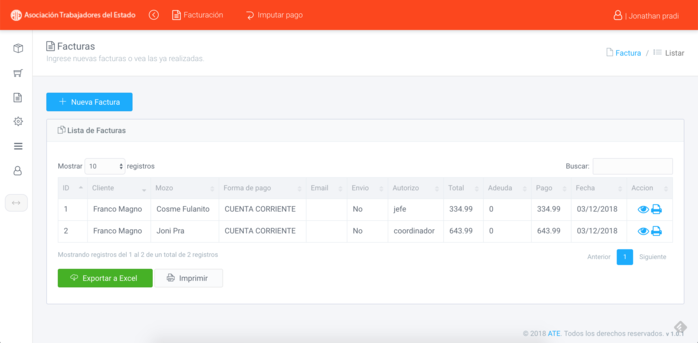 Asociación Trabajadores del Estado Facturación Imputar pago | Jonathan pradi
Facturas
Ingrese nuevas facturas o vea las ya realizadas.
Factura / Listar
+ Nueva Factura
Lista de Facturas
Mostrar 10 registros Buscar:
ID Cliente Mozo Forma de pago Email Envio Autorizo Total Adeuda Pago Fecha Accion
1 Franco Magno Cosme Fulanito CUENTA CORRIENTE No jefe 334.99 0 334.99 03/12/2018
2 Franco Magno Joni Pra CUENTA CORRIENTE No coordinador 643.99 0 643.99 03/12/2018
Mostrando registros del 1 al 2 de un total de 2 registros
Anterior 1 Siguiente
Exportar a Excel Imprimir
© 2018 ATE. Todos los derechos reservados. v 1.0.1